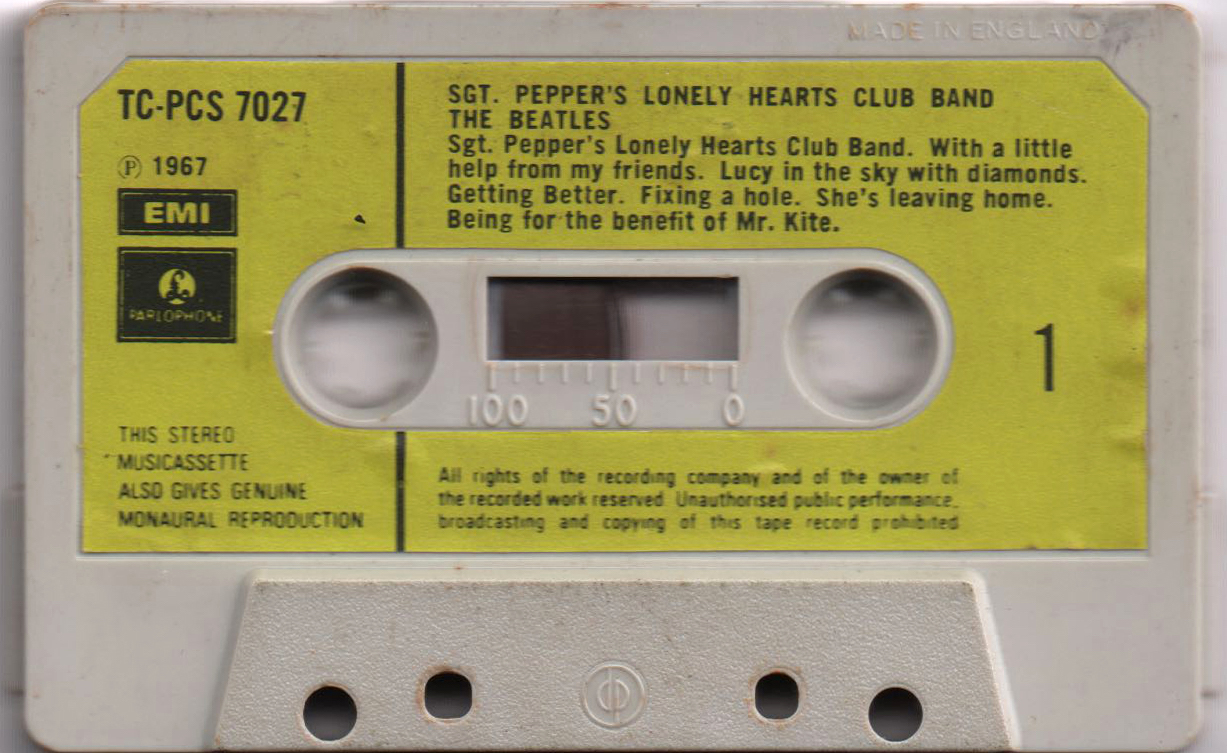 MADE IN ENGLAND
TC-PCS 7027
℗ 1967
EMI
PARLOPHONE
THIS STEREO
MUSICASSETTE
ALSO GIVES GENUINE
MONAURAL REPRODUCTION
SGT. PEPPER'S LONELY HEARTS CLUB BAND
THE BEATLES
Sgt. Pepper's Lonely Hearts Club Band. With a little
help from my friends. Lucy in the sky with diamonds.
Getting Better. Fixing a hole. She's leaving home.
Being for the benefit of Mr. Kite.
100 50 0
1
All rights of the recording company and of the owner of
the recorded work reserved. Unauthorised public performance,
broadcasting and copying of this tape record prohibited